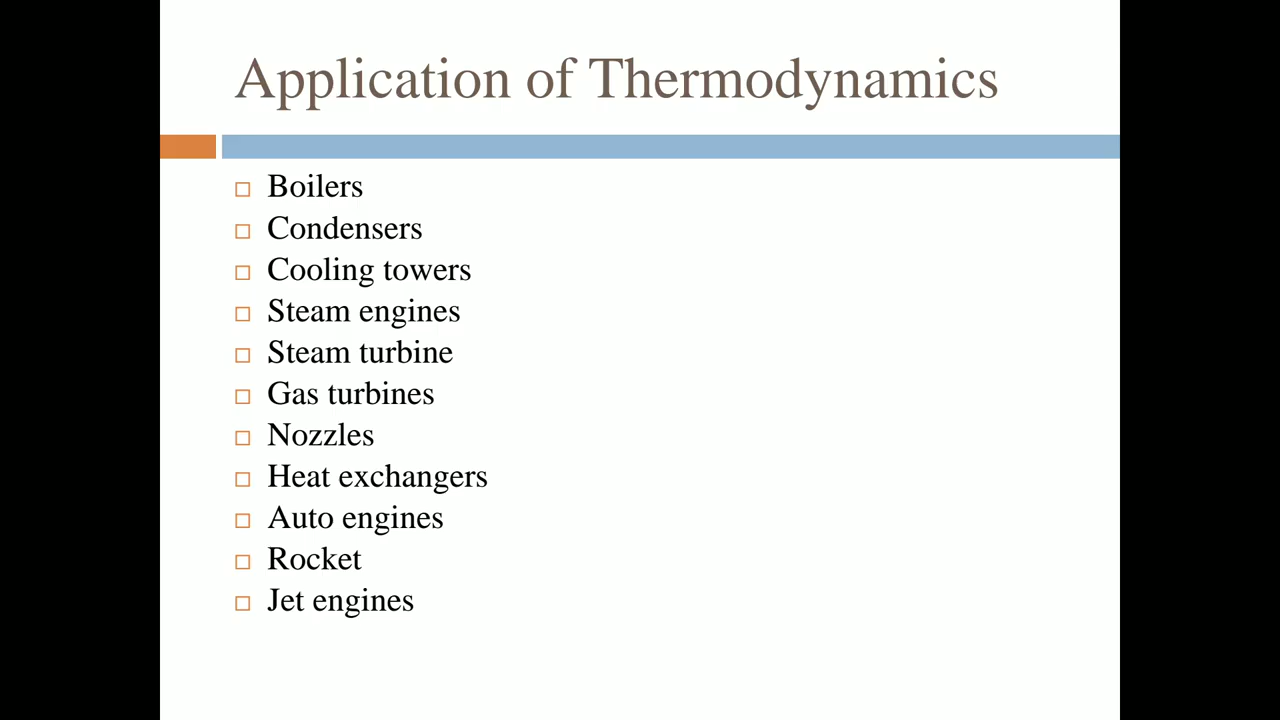 Application of Thermodynamics
Boilers
Condensers
Cooling towers
Steam engines
Steam turbine
Gas turbines
Nozzles
Heat exchangers
Auto engines
Rocket
Jet engines